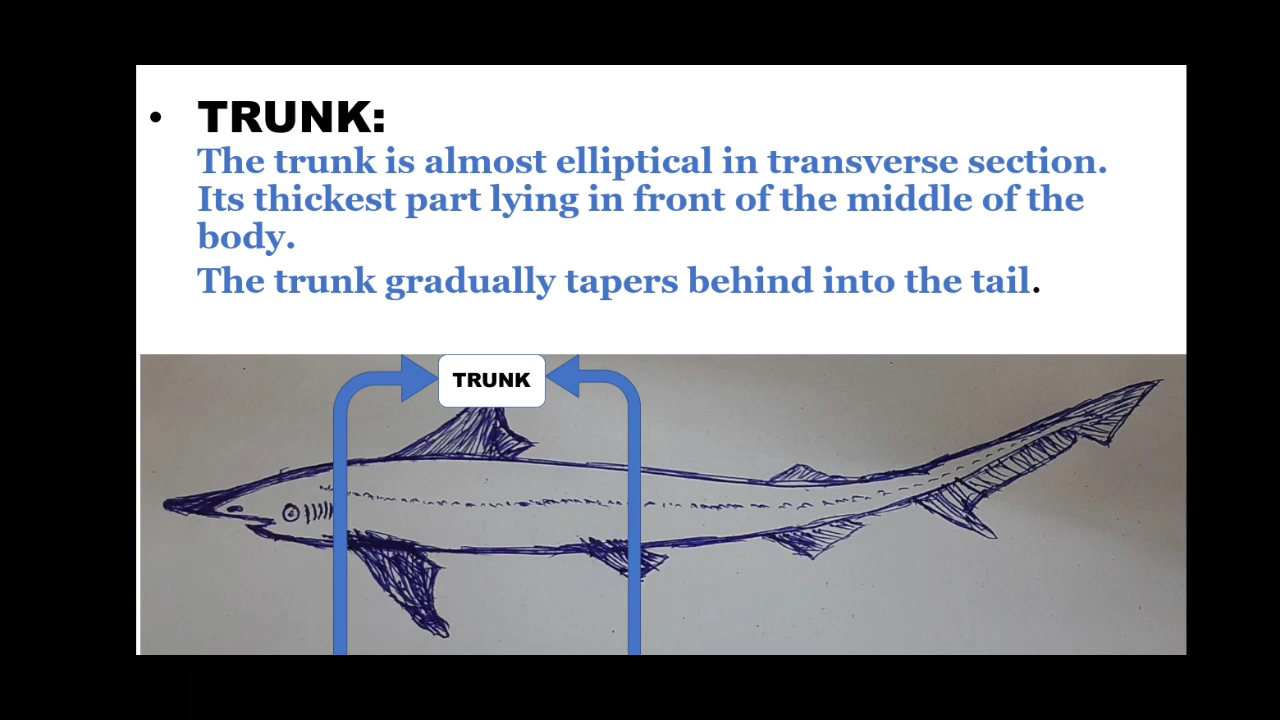 • TRUNK:
The trunk is almost elliptical in transverse section.
Its thickest part lying in front of the middle of the
body.
The trunk gradually tapers behind into the tail.
TRUNK